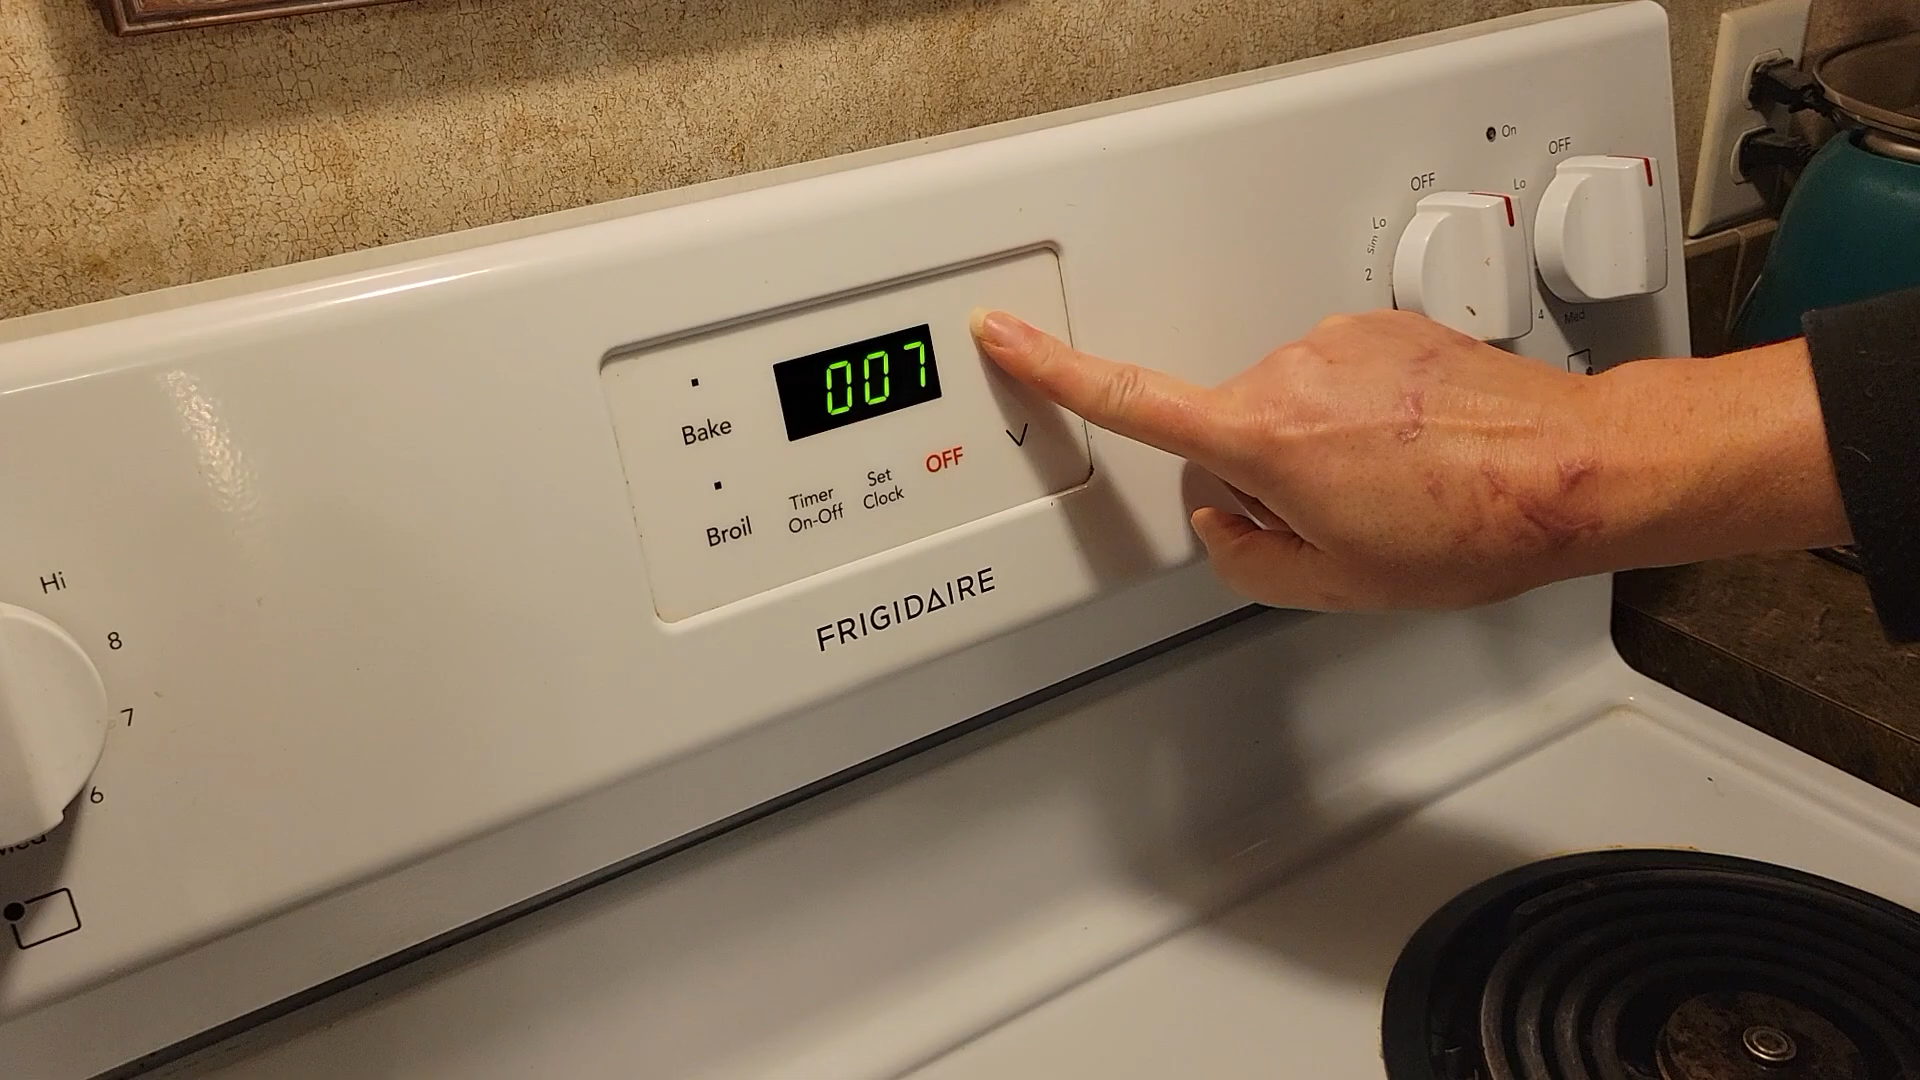 On
OFF
OFF
Lo
Lo
Sim
2
4
Med
007
Bake
OFF
Set
Clock
Timer
On-Off
Broil
FRIGIDAIRE
Hi
8
7
6
Med